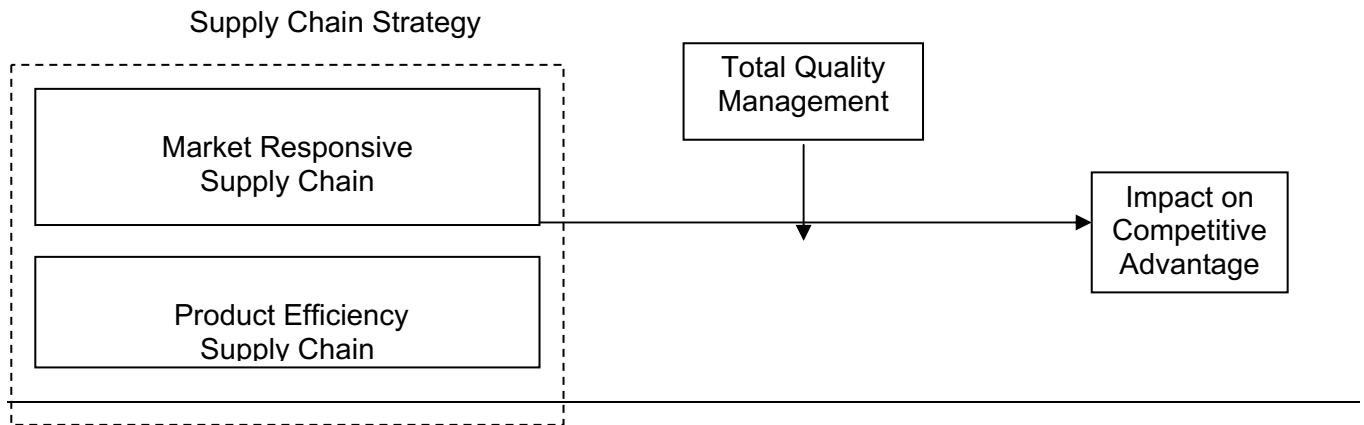 Supply Chain Strategy
Total Quality
Management
Market Responsive
Supply Chain
Impact on
Competitive
Advantage
Product Efficiency
Supply Chain